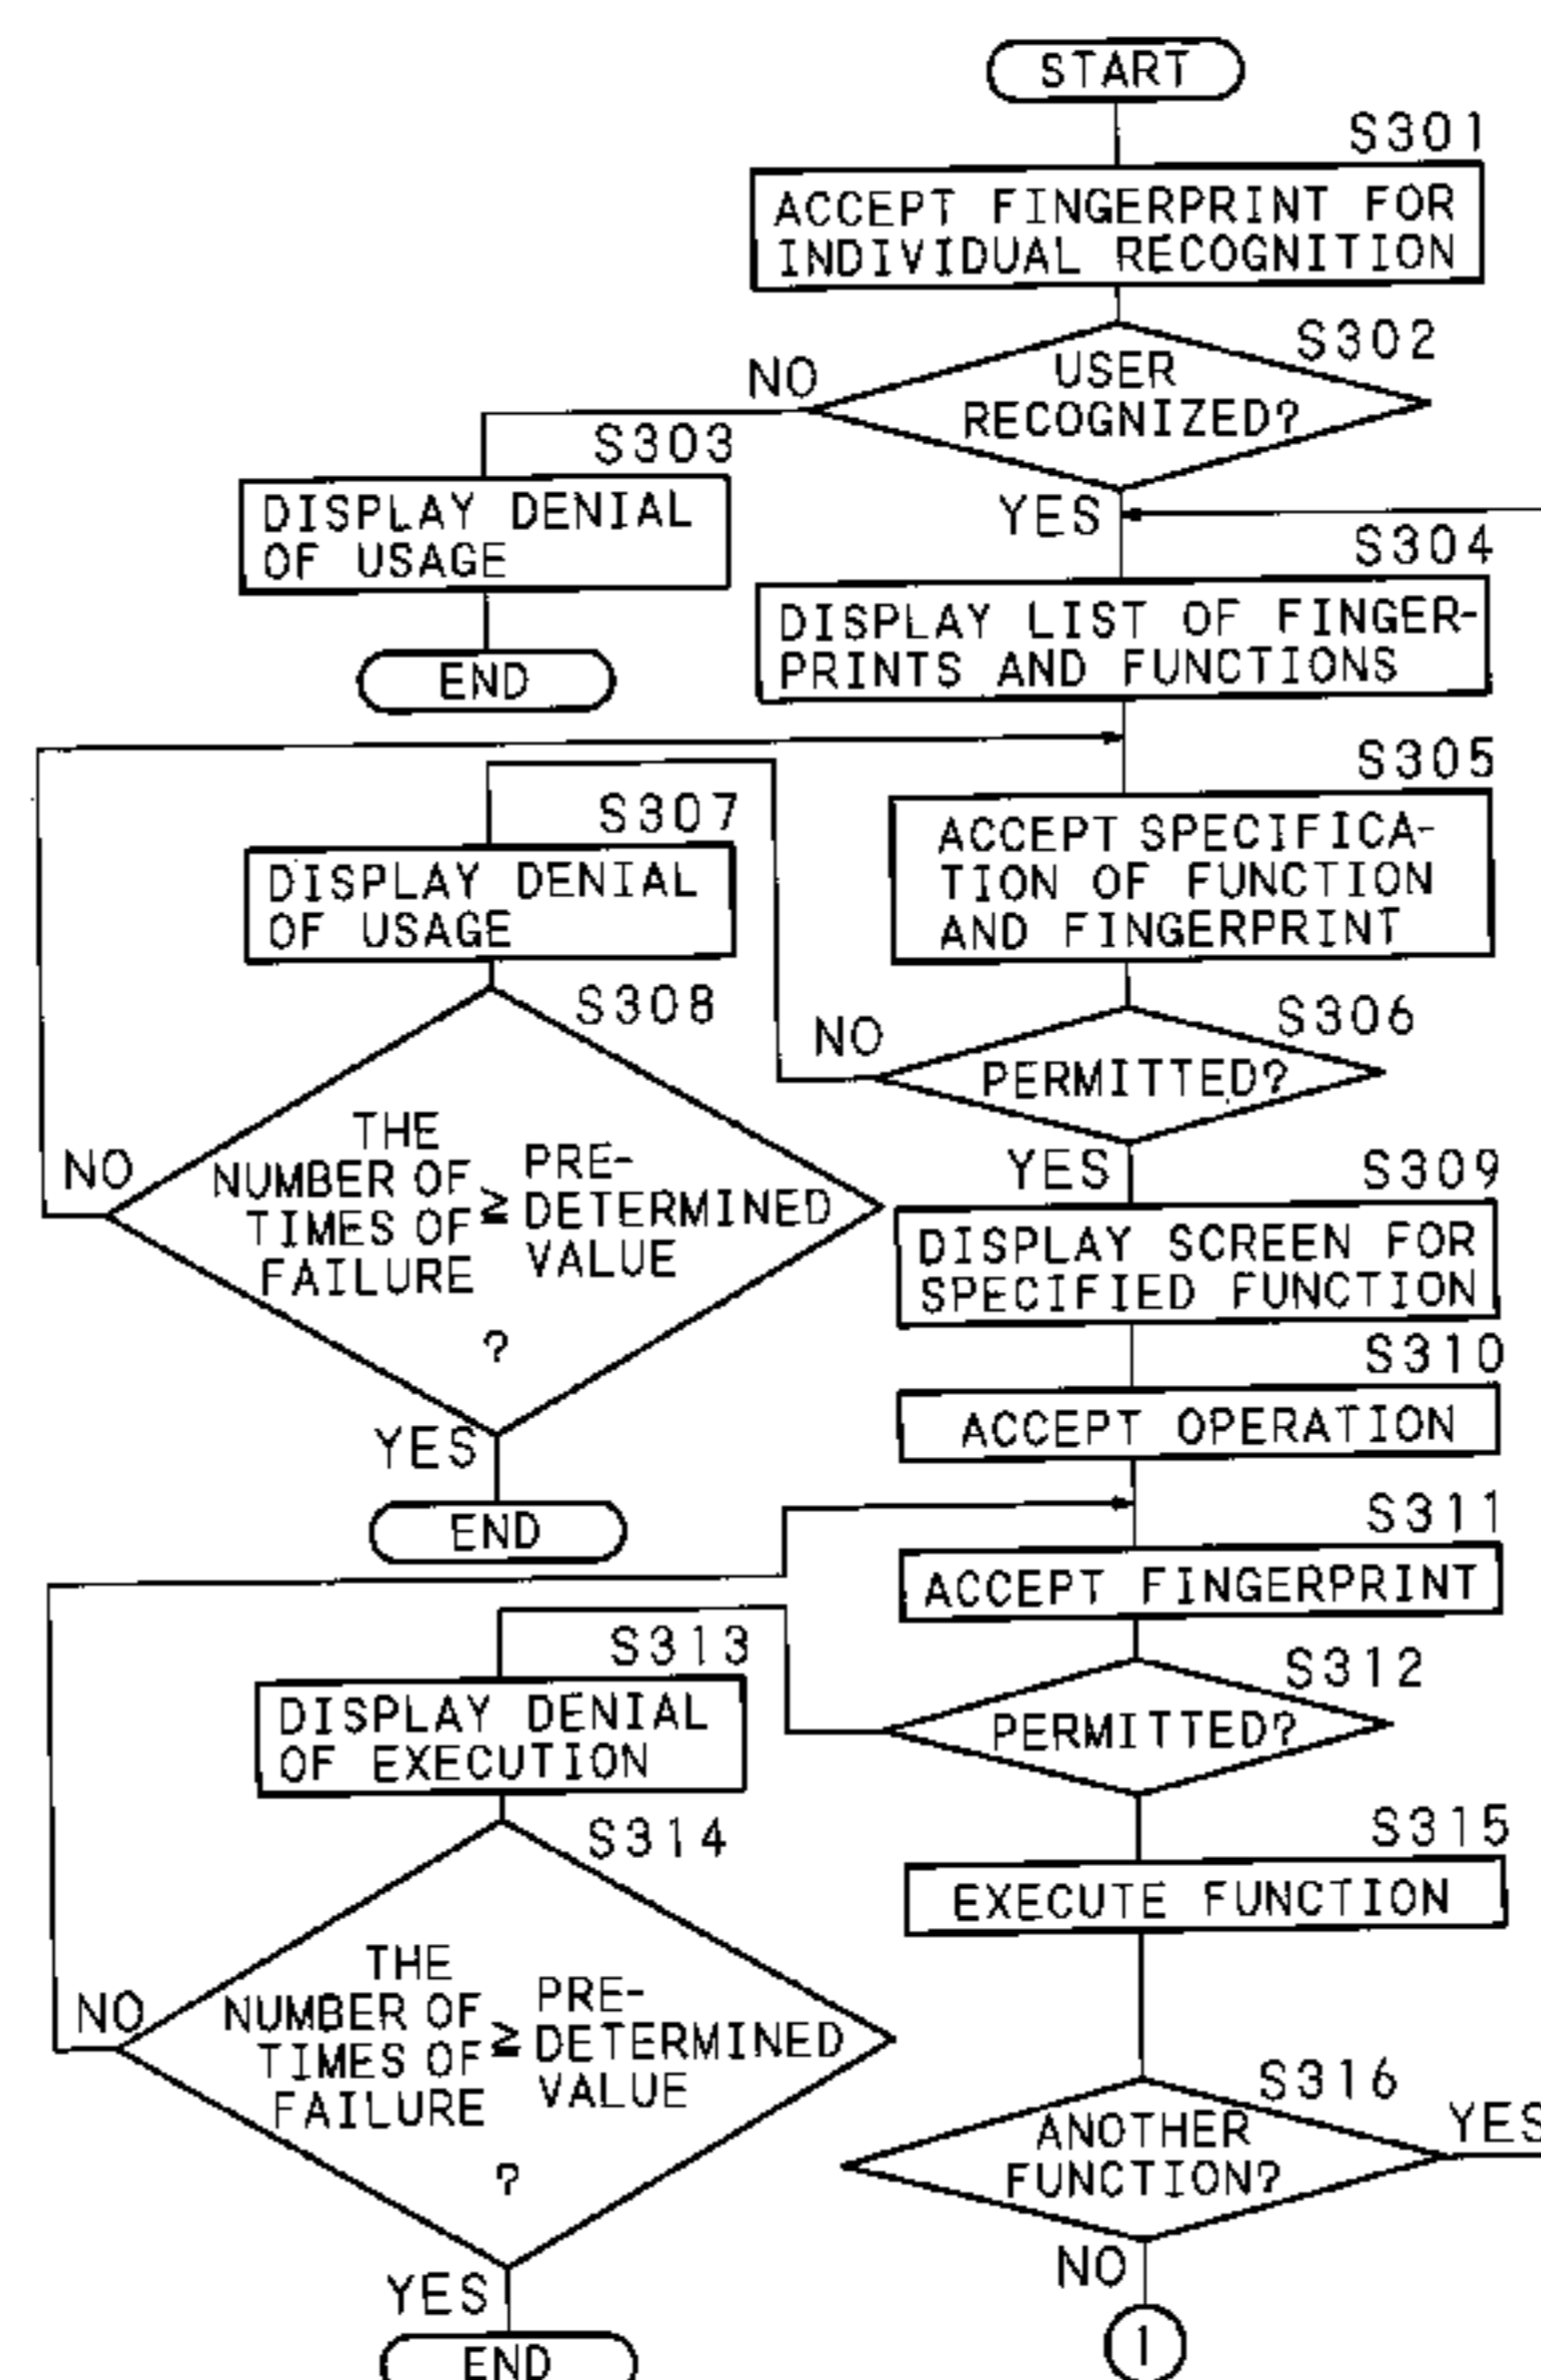 START
S301
ACCEPT FINGERPRINT FOR
INDIVIDUAL RECOGNITION
S302
USER
RECOGNIZED?
NO
YES
S303
DISPLAY DENIAL
OF USAGE
END
S304
DISPLAY LIST OF FINGER-
PRINTS AND FUNCTIONS
S305
ACCEPT SPECIFICA-
TION OF FUNCTION
AND FINGERPRINT
S306
PERMITTED?
NO
YES
S307
DISPLAY DENIAL
OF USAGE
S308
THE
NUMBER OF
TIMES OF
FAILURE
≧
PRE-
DETERMINED
VALUE
?
NO
YES
END
S309
DISPLAY SCREEN FOR
SPECIFIED FUNCTION
S310
ACCEPT OPERATION
S311
ACCEPT FINGERPRINT
S312
PERMITTED?
S313
DISPLAY DENIAL
OF EXECUTION
S314
THE
NUMBER OF
TIMES OF
FAILURE
≧
PRE-
DETERMINED
VALUE
?
NO
YES
END
S315
EXECUTE FUNCTION
S316
ANOTHER
FUNCTION?
YES
NO
1